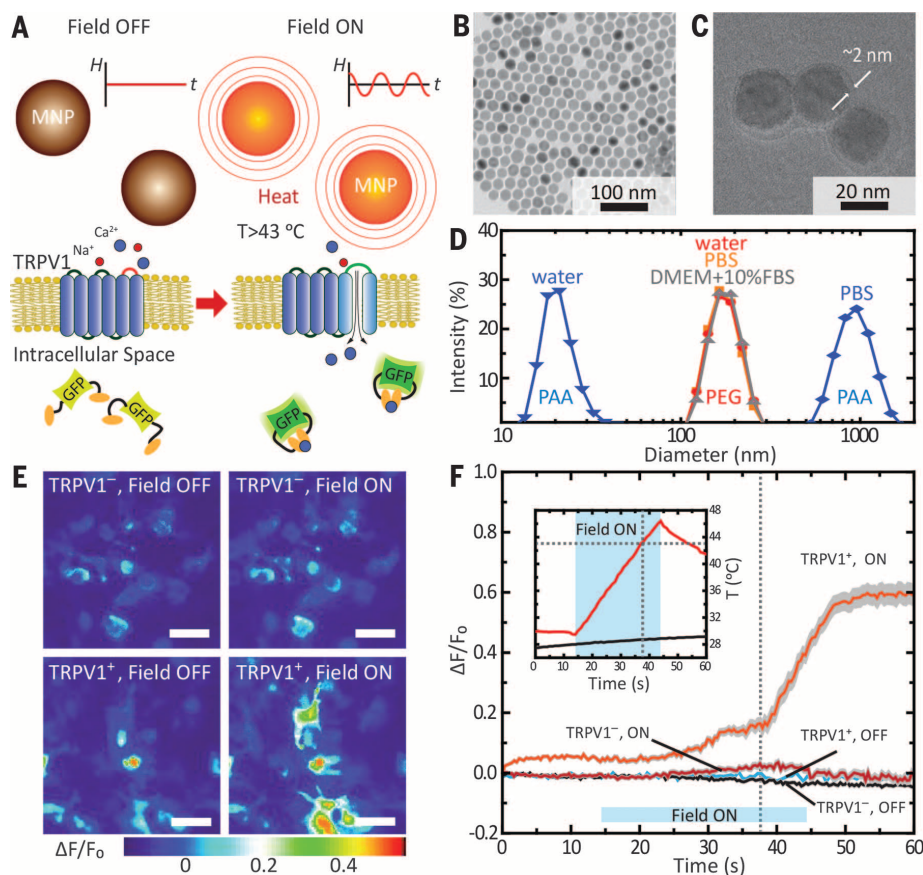 A
Field OFF
Field ON
H
t
H
t
MNP
MNP
Heat
T>43 ºC
Ca²⁺
Na⁺
TRPV1
Intracellular Space
GFP
GFP
GFP
GFP
B
100 nm
C
~2 nm
20 nm
D
water
water
PBS
DMEM+10%FBS
PBS
PAA
PEG
PAA
Intensity (%)
40
30
20
10
10
100
1000
Diameter (nm)
E
TRPV1⁻, Field OFF
TRPV1⁻, Field ON
TRPV1⁺, Field OFF
TRPV1⁺, Field ON
ΔF/F₀
0
0.2
0.4
F
ΔF/F₀
1.0
0.8
0.6
0.4
0.2
0.0
-0.2
Field ON
48
44
40
36
32
28
T (ºC)
0
10
20
30
40
50
60
Time (s)
TRPV1⁺, ON
TRPV1⁻, ON
TRPV1⁺, OFF
TRPV1⁻, OFF
Field ON
0
10
20
30
40
50
60
Time (s)